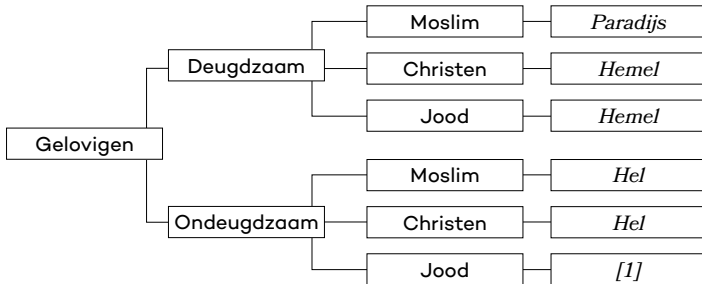 Moslim
Paradijs
Deugdzaam
Christen
Hemel
Jood
Hemel
Gelovigen
Moslim
Hel
Ondeugdzaam
Christen
Hel
Jood
[1]